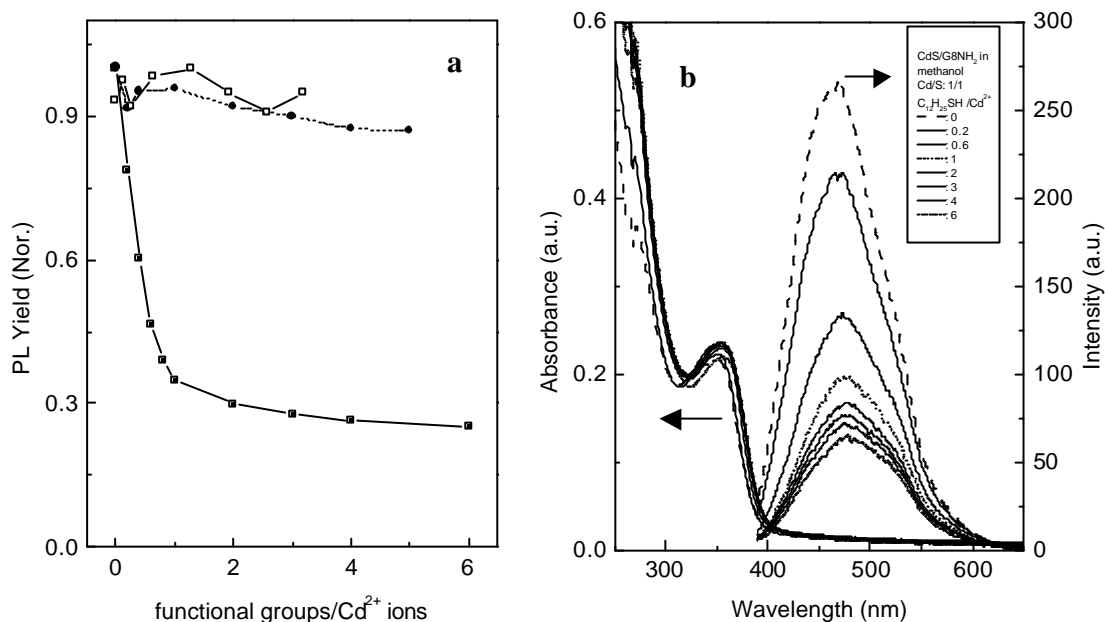 a
PL Yield (Nor.)
0.9
0.6
0.3
0.0
0
2
4
6
functional groups/Cd²⁺ ions
b
Absorbance (a.u.)
0.6
0.4
0.2
0.0
300
400
500
600
Wavelength (nm)
300
250
200
150
100
50
0
Intensity (a.u.)
CdS/G8NH₂ in
methanol
Cd/S: 1/1
C₁₂H₂₅SH /Cd²⁺
: 0
: 0.2
: 0.6
: 1
: 2
: 3
: 4
: 6